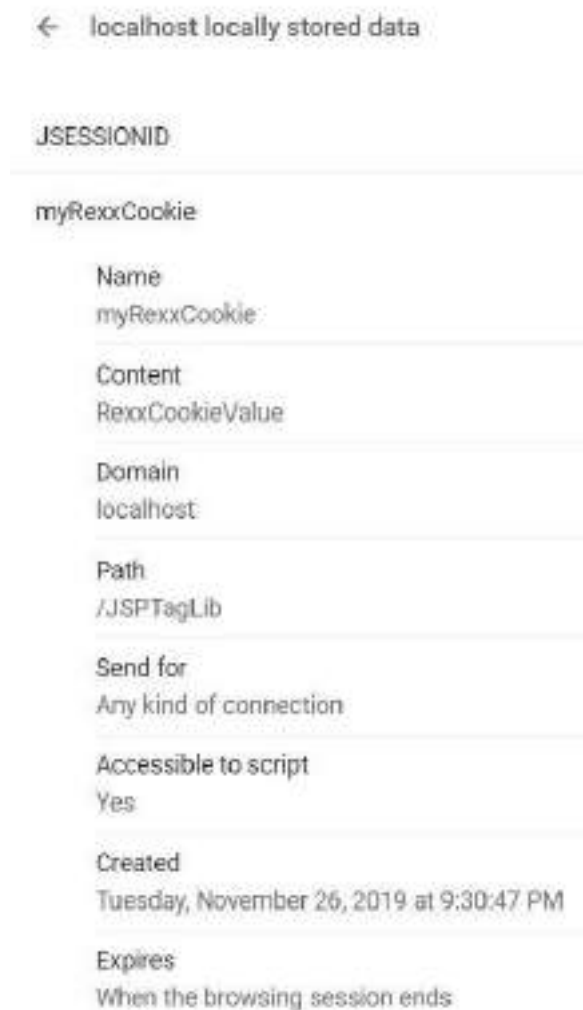 ← localhost locally stored data
JSESSIONID
myRexxCookie
Name
myRexxCookie
Content
RexxCookieValue
Domain
localhost
Path
/JSPTagLib
Send for
Any kind of connection
Accessible to script
Yes
Created
Tuesday, November 26, 2019 at 9:30:47 PM
Expires
When the browsing session ends